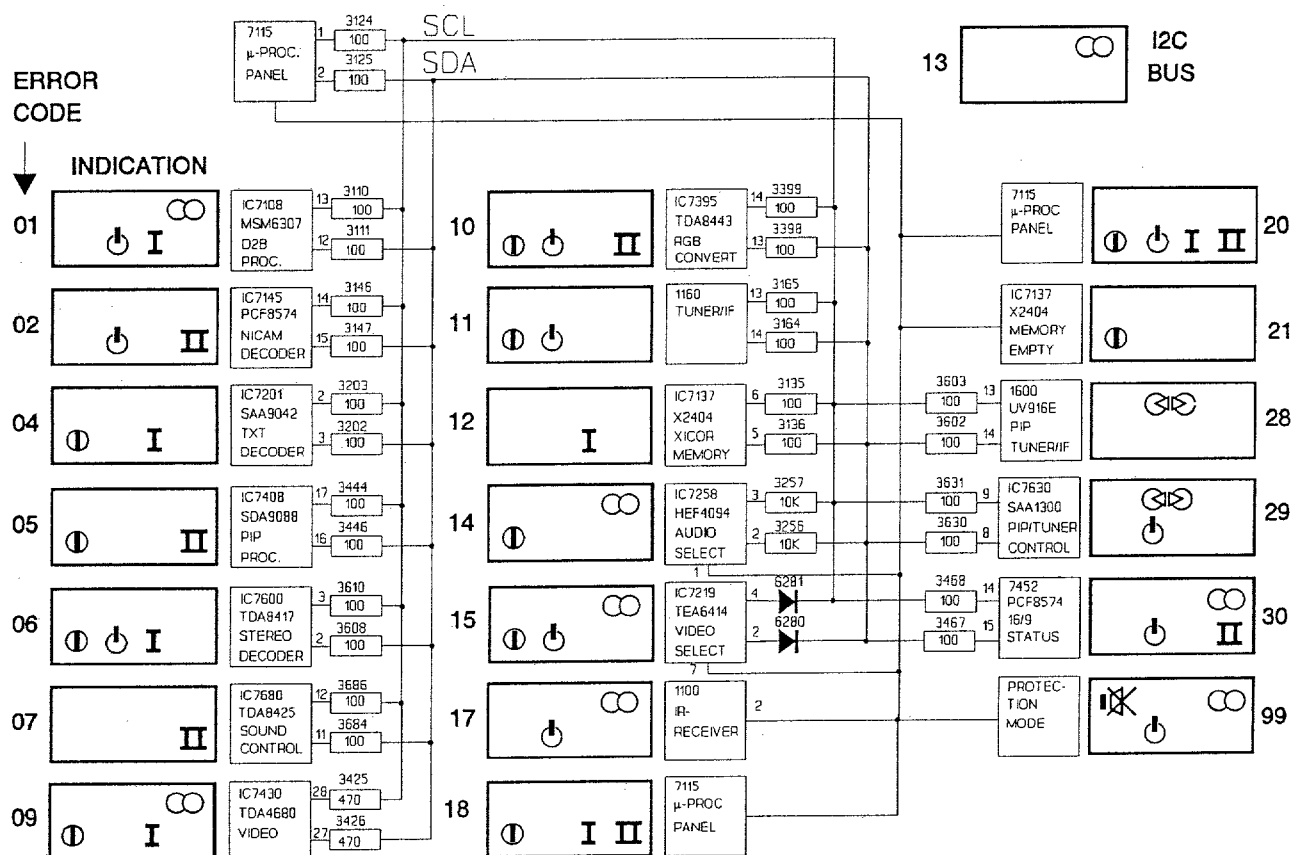 7115
μ-PROC.
PANEL
1
3124
100
SCL
2
3125
100
SDA
13
I2C
BUS
ERROR
CODE
INDICATION
01
I
IC7108
MSM6307
D2B
PROC.
13
3110
100
12
3111
100
02
II
IC7145
PCF8574
NICAM
DECODER
14
3146
100
15
3147
100
04
I
IC7201
SAA9042
TXT
DECODER
2
3203
100
3
3202
100
05
II
IC7408
SDA9088
PIP
PROC.
17
3444
100
16
3446
100
06
I
IC7600
TDA8417
STEREO
DECODER
3
3610
100
2
3608
100
07
II
IC7680
TDA8425
SOUND
CONTROL
12
3686
100
11
3684
100
09
I
IC7430
TDA4680
VIDEO
28
3425
470
27
3426
470
10
II
IC7395
TDA8443
RGB
CONVERT
14
3399
100
13
3398
100
11
1160
TUNER/IF
13
3165
100
14
3164
100
12
I
IC7137
X2404
XICOR
MEMORY
6
3135
100
5
3136
100
14
IC7258
HEF4094
AUDIO
SELECT
3
3257
10K
2
3256
10K
1
15
IC7219
TEA6414
VIDEO
SELECT
4
6281
2
6280
7
17
1100
IR-
RECEIVER
2
18
I II
7115
μ-PROC
PANEL
7115
μ-PROC
PANEL
I II
20
IC7137
X2404
MEMORY
EMPTY
21
3603
100
13
3602
100
14
1600
UV916E
PIP
TUNER/IF
28
3631
100
9
3630
100
8
IC7630
SAA1300
PIP/TUNER
CONTROL
29
3468
100
14
3467
100
15
7452
PCF8574
16/9
STATUS
II
30
PROTEC-
TION
MODE
99